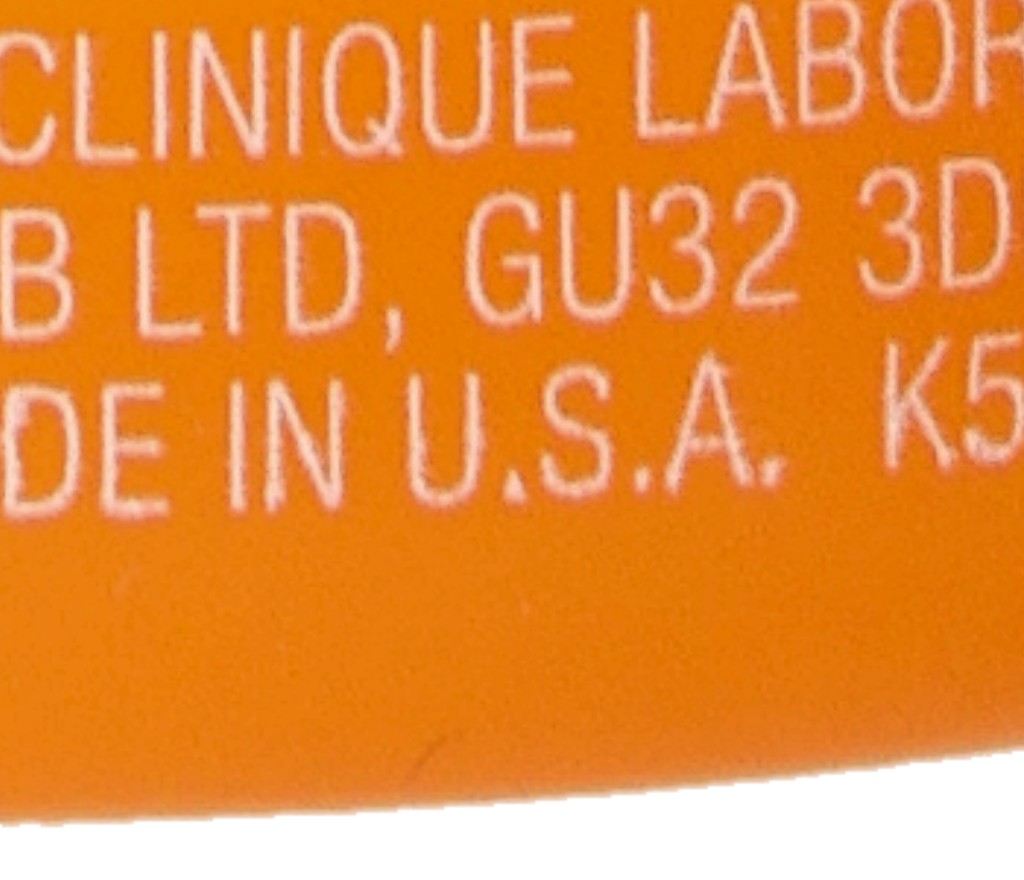 CLINIQUE LABOR
B LTD, GU32 3D
DE IN U.S.A. K5